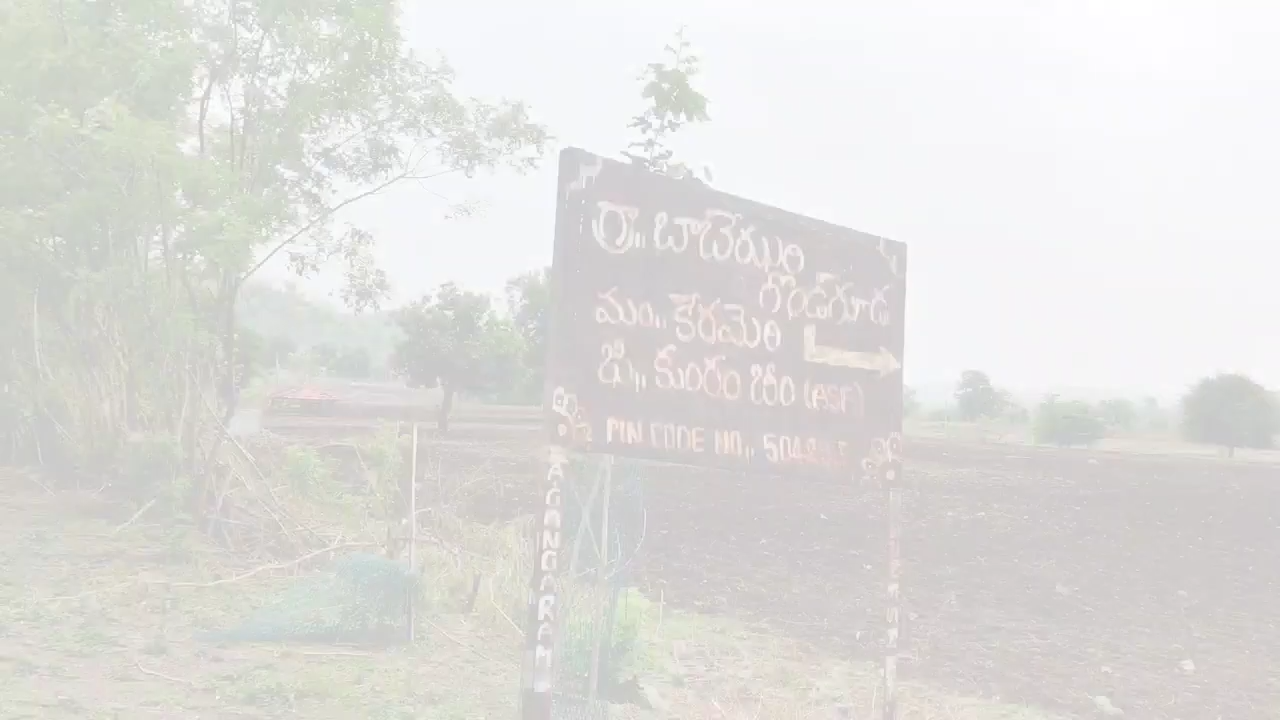 గ్రా,, బాబేఝరి
గోండ్‌గూడ
మం,, కేరమెరి
జి,, కుంరం భీం (ASF)
PIN CODE NO,,